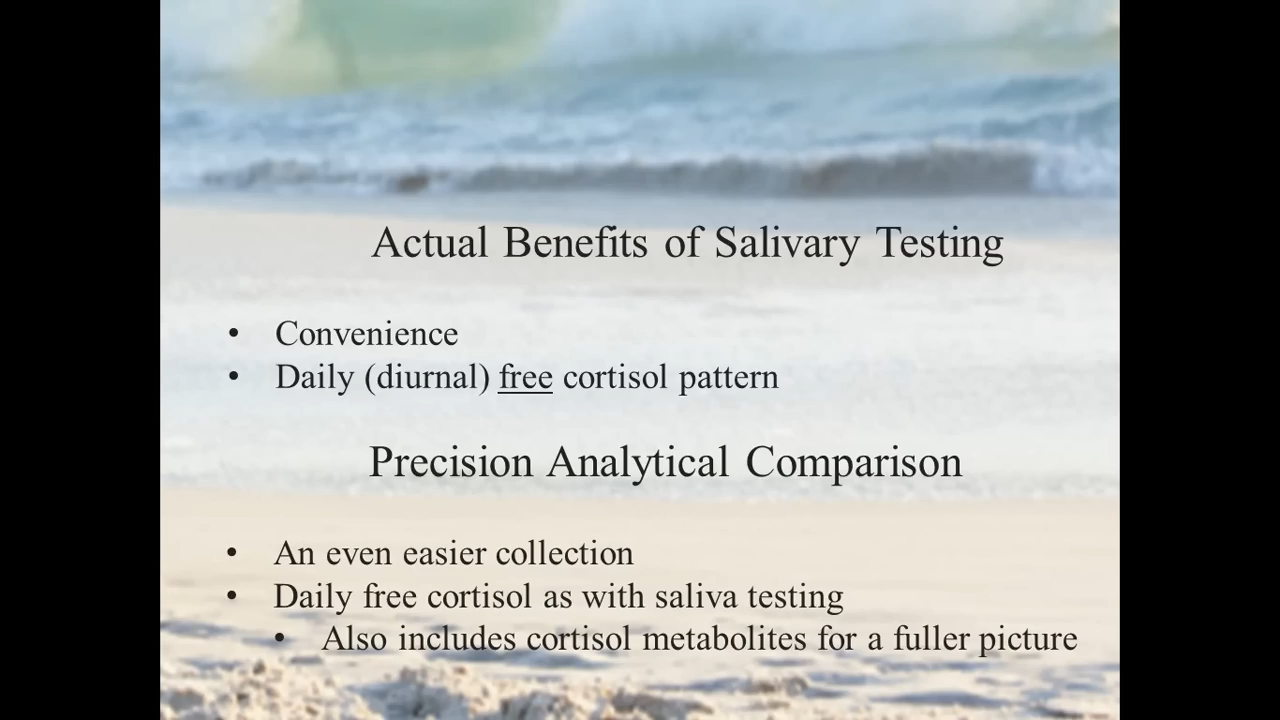 Actual Benefits of Salivary Testing
• Convenience
• Daily (diurnal) free cortisol pattern
Precision Analytical Comparison
• An even easier collection
• Daily free cortisol as with saliva testing
• Also includes cortisol metabolites for a fuller picture